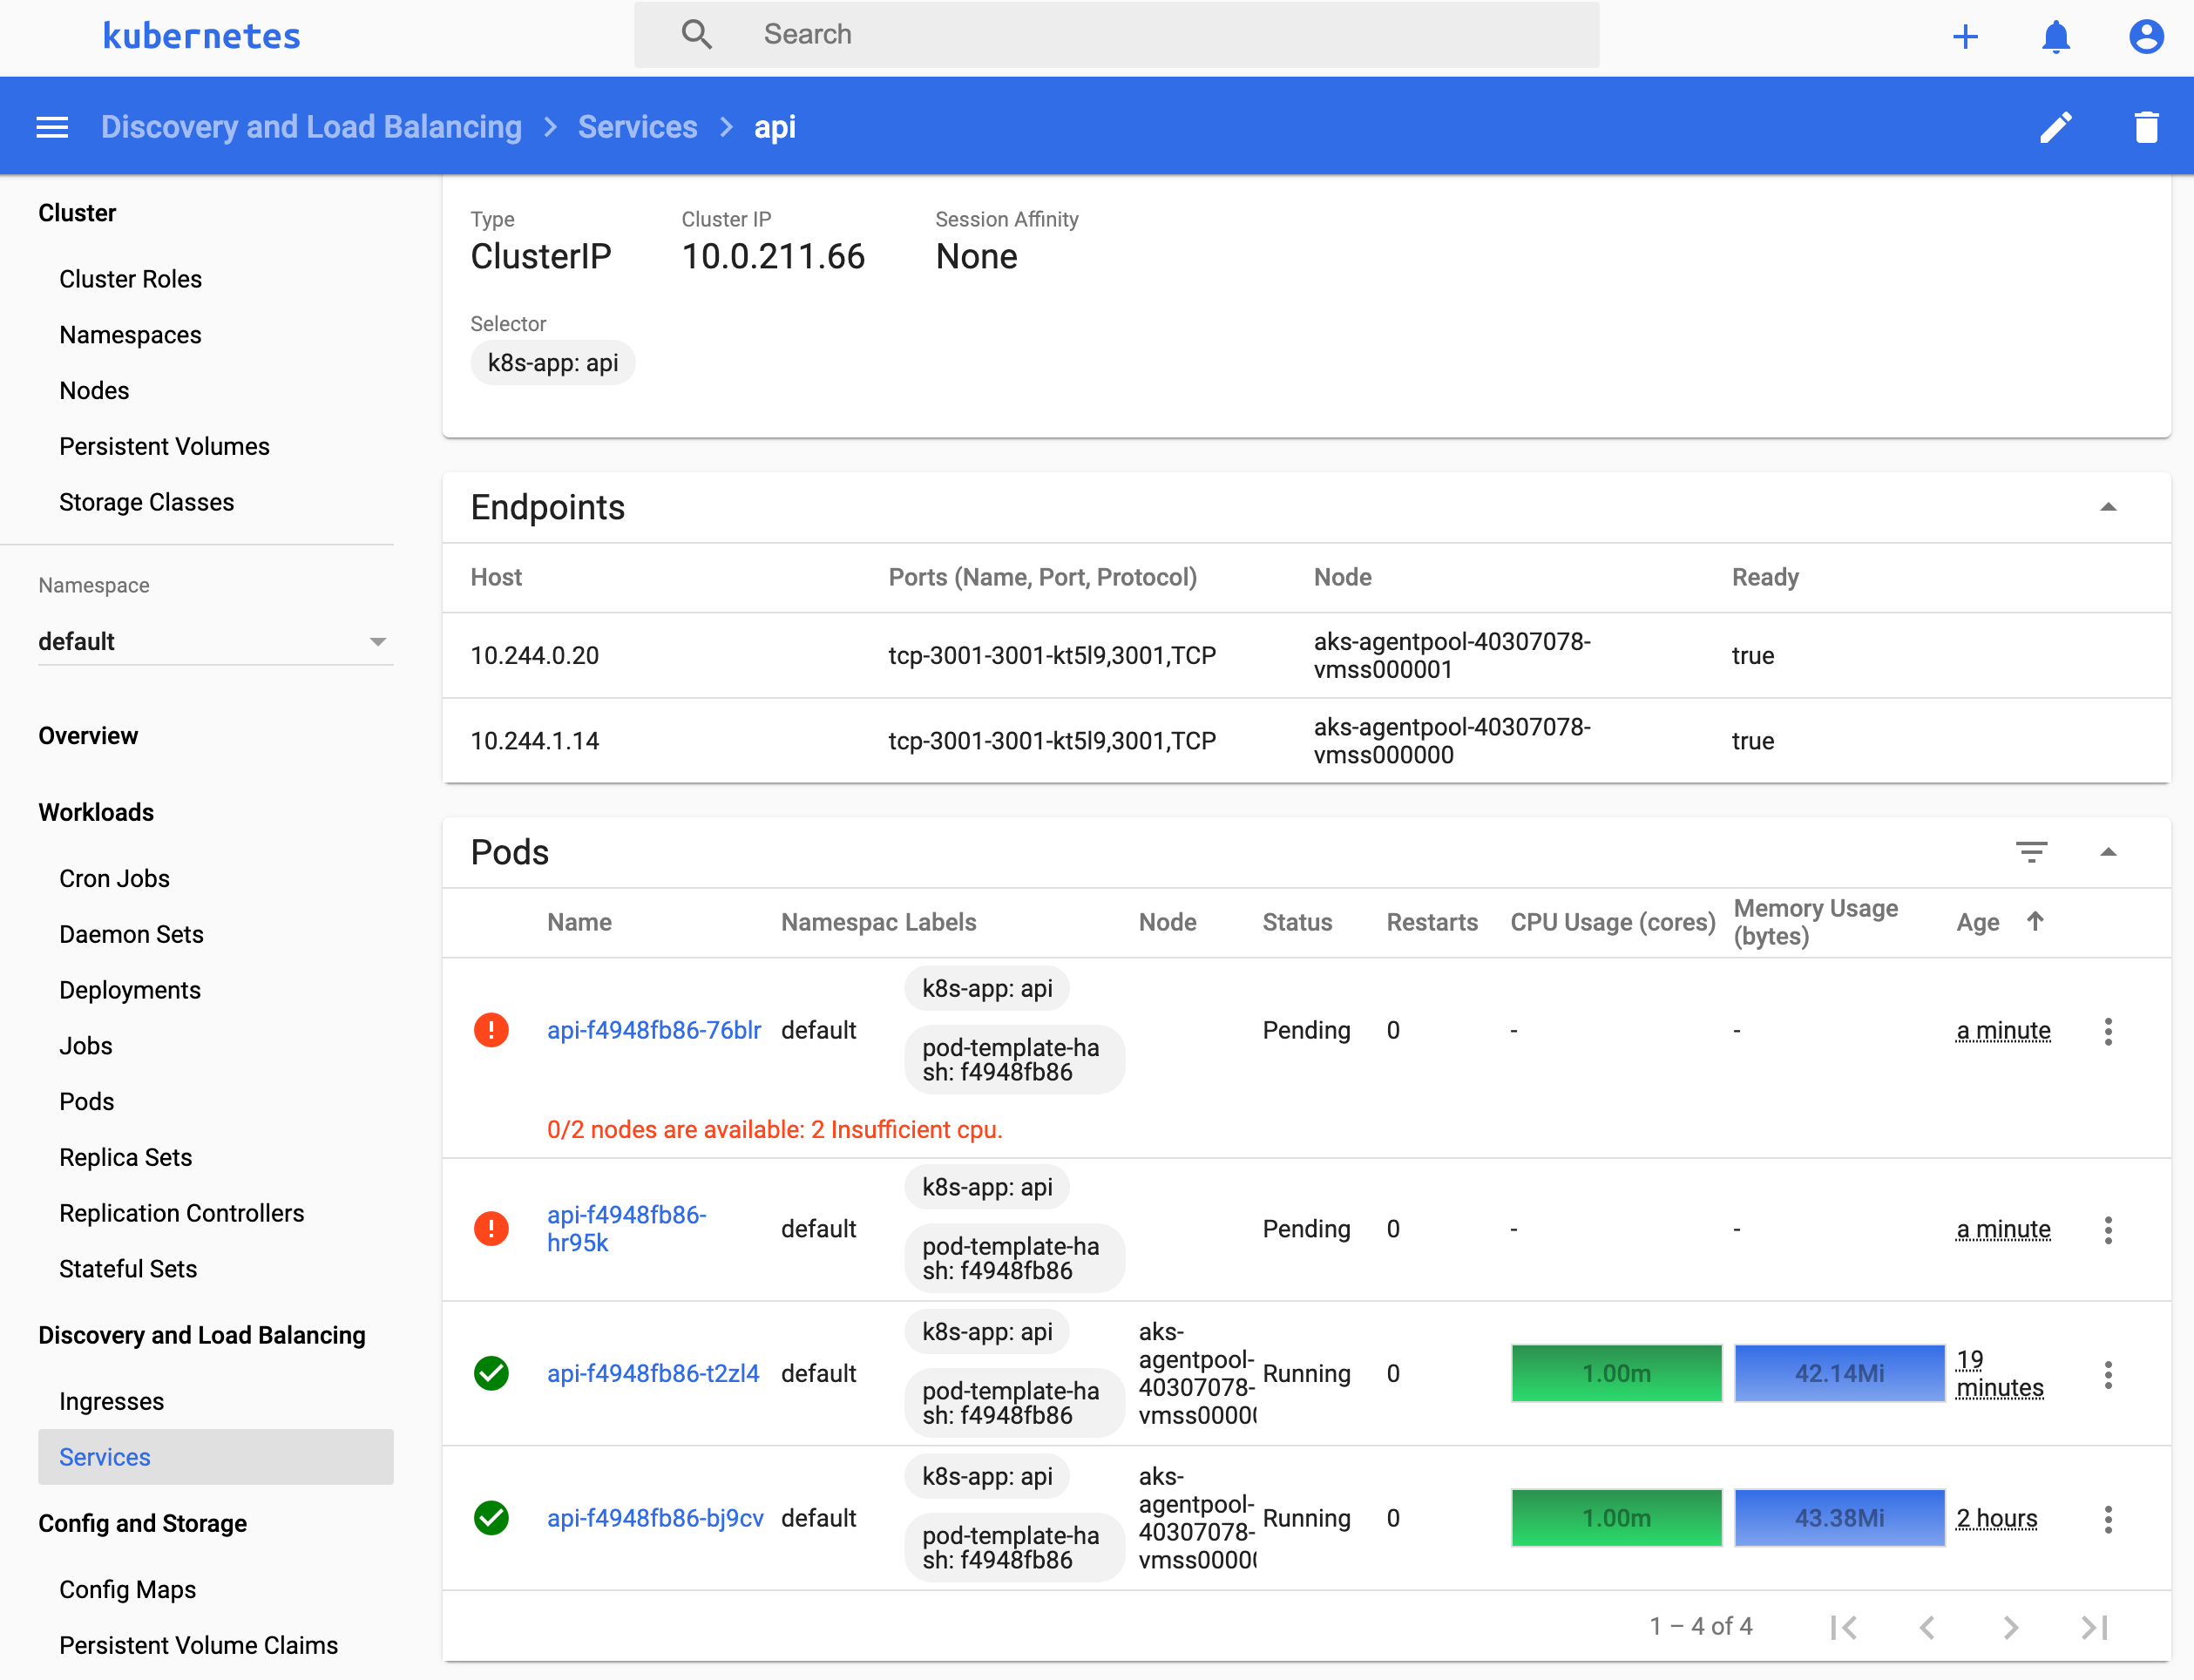 kubernetes
Search
Discovery and Load Balancing > Services > api
Cluster
Cluster Roles
Namespaces
Nodes
Persistent Volumes
Storage Classes
Namespace
default
Overview
Workloads
Cron Jobs
Daemon Sets
Deployments
Jobs
Pods
Replica Sets
Replication Controllers
Stateful Sets
Discovery and Load Balancing
Ingresses
Services
Config and Storage
Config Maps
Persistent Volume Claims
Type Cluster IP Session Affinity
ClusterIP 10.0.211.66 None
Selector
k8s-app: api
Endpoints
Host Ports (Name, Port, Protocol) Node Ready
10.244.0.20 tcp-3001-3001-kt5l9,3001,TCP aks-agentpool-40307078-
vmss000001 true
10.244.1.14 tcp-3001-3001-kt5l9,3001,TCP aks-agentpool-40307078-
vmss000000 true
Pods
Name Namespac Labels Node Status Restarts CPU Usage (cores) Memory Usage
(bytes) Age
k8s-app: api
api-f4948fb86-76blr default Pending 0 - - a minute
pod-template-ha
sh: f4948fb86
0/2 nodes are available: 2 Insufficient cpu.
k8s-app: api
api-f4948fb86-
hr95k default Pending 0 - - a minute
pod-template-ha
sh: f4948fb86
k8s-app: api aks-
agentpool-
api-f4948fb86-t2zl4 default 40307078- Running 0 1.00m 42.14Mi 19
minutes
pod-template-ha
sh: f4948fb86 vmss0000(
k8s-app: api aks-
agentpool-
api-f4948fb86-bj9cv default 40307078- Running 0 1.00m 43.38Mi 2 hours
pod-template-ha
sh: f4948fb86 vmss0000(
1 – 4 of 4